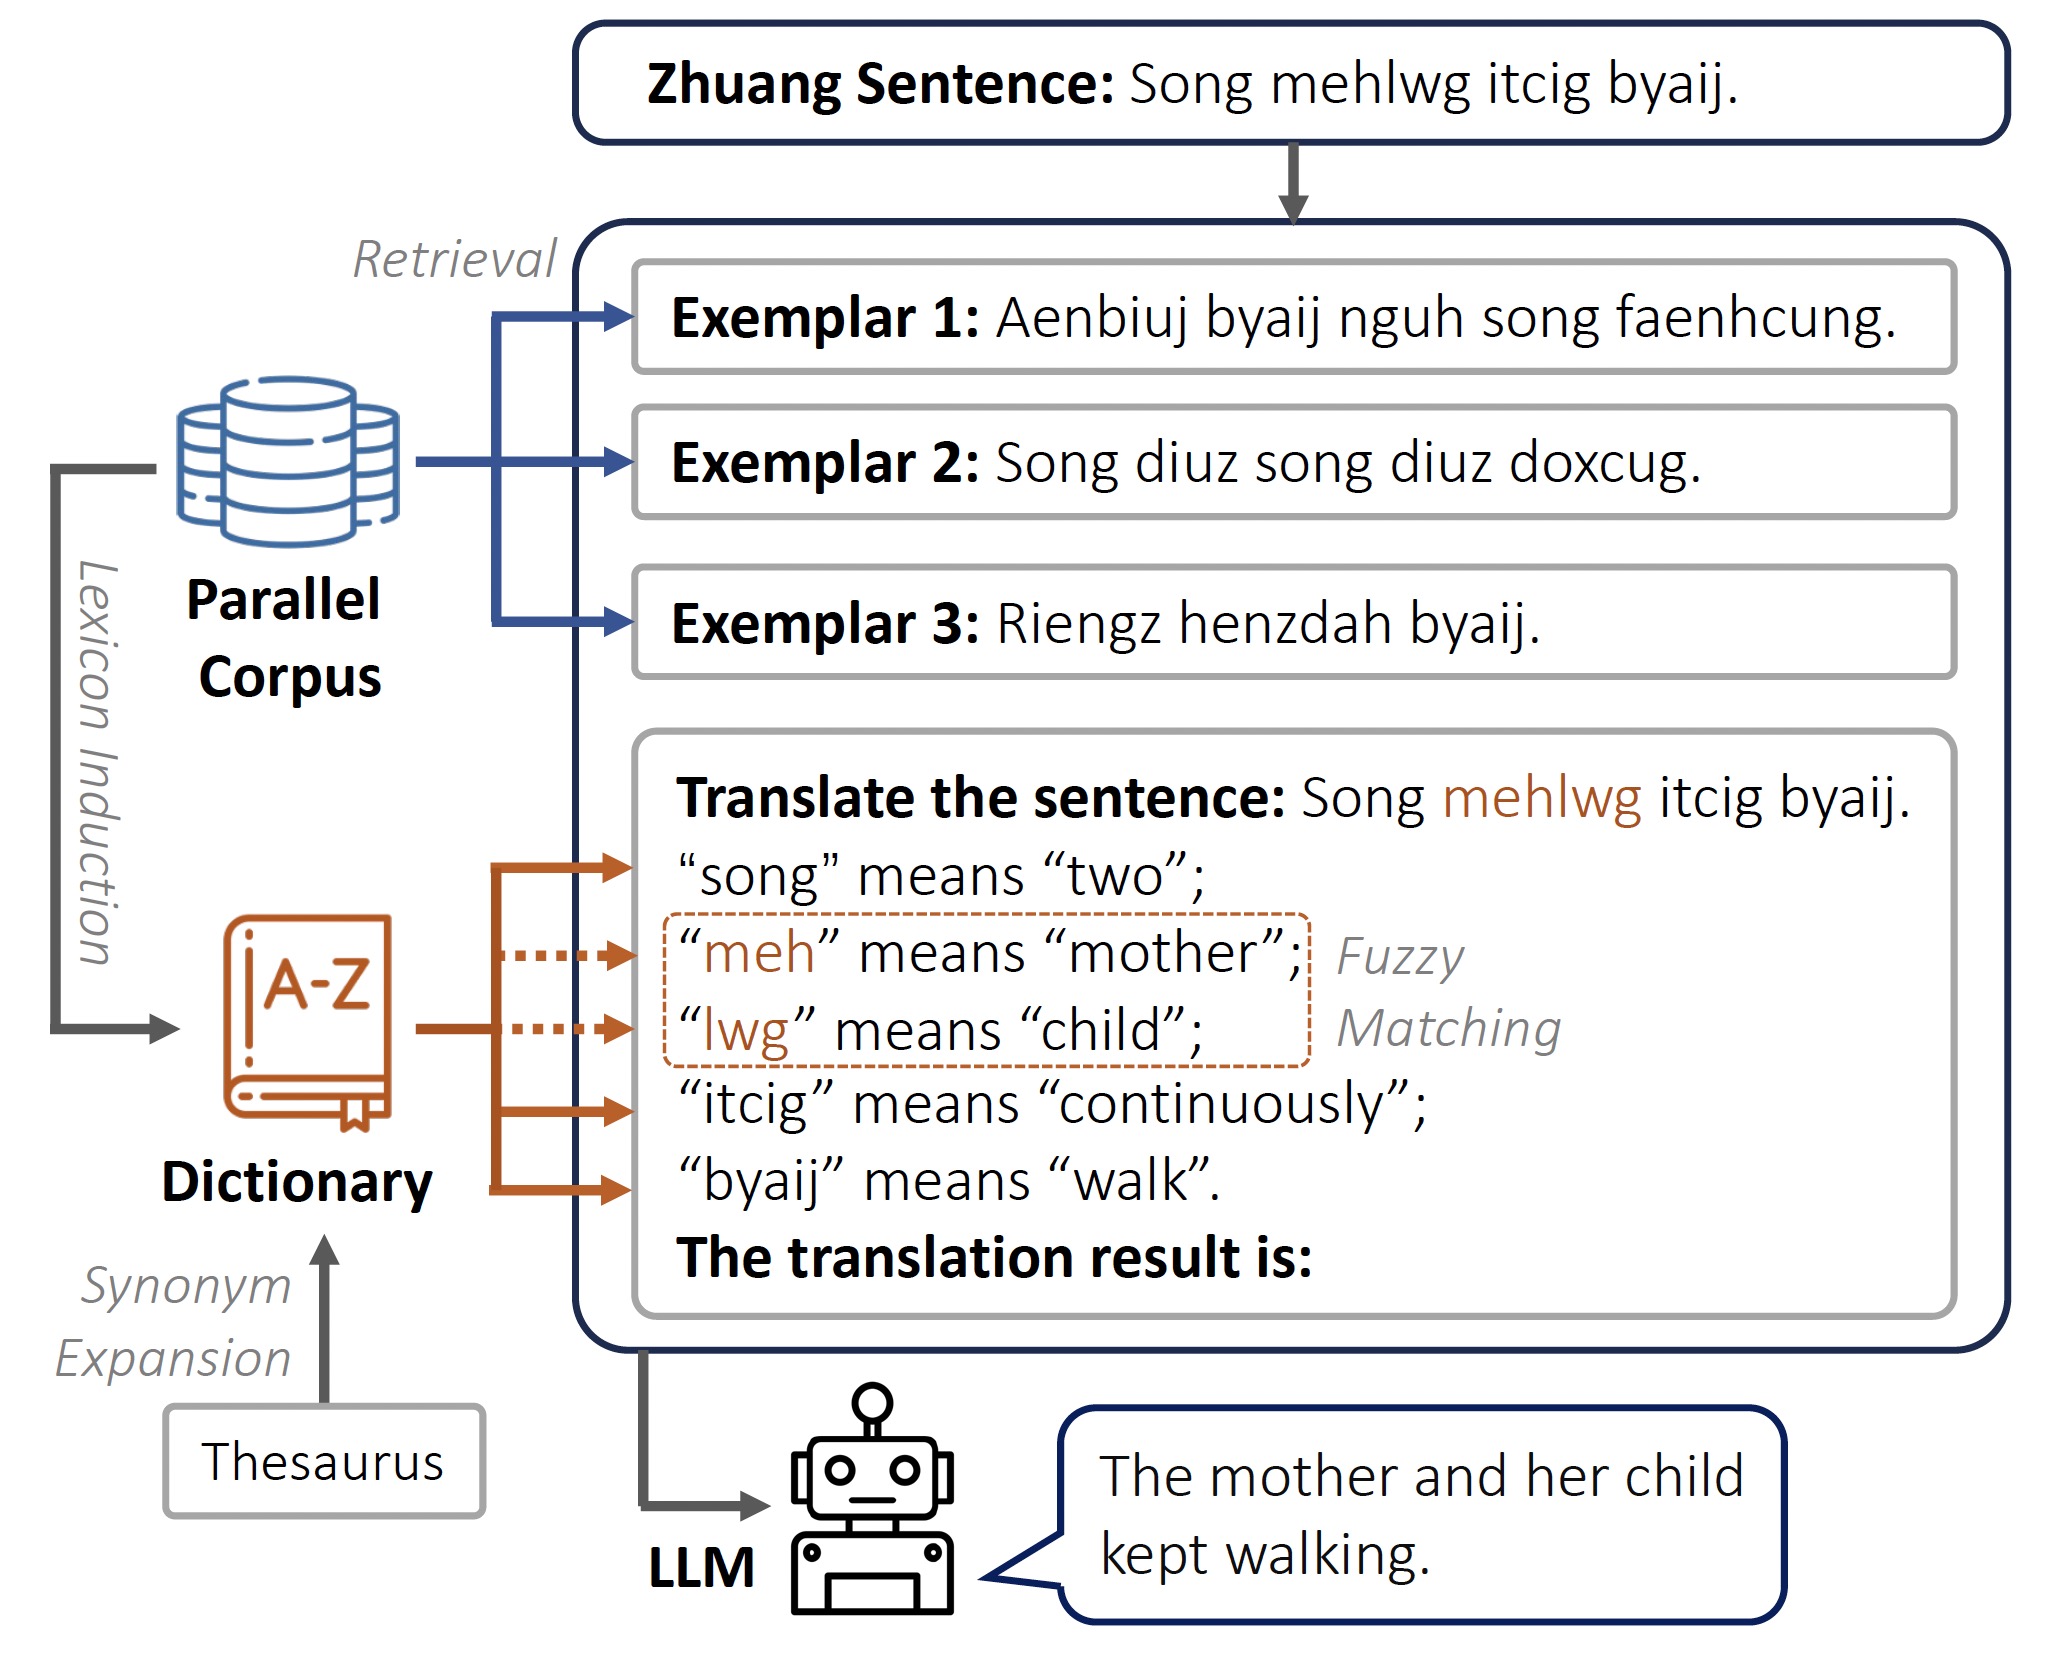 Zhuang Sentence: Song mehlwg itcig byaij.
Retrieval
Exemplar 1: Aenbiuj byaij nguh song faenhcung.
Exemplar 2: Song diuz song diuz doxcug.
Exemplar 3: Riengz henzdah byaij.
Parallel
Corpus
Lexicon Induction
Translate the sentence: Song mehlwg itcig byaij.
“song” means “two”;
“meh” means “mother”;
“lwg” means “child”;
Fuzzy
Matching
“itcig” means “continuously”;
“byaij” means “walk”.
The translation result is:
A-Z
Dictionary
Synonym
Expansion
Thesaurus
LLM
The mother and her child
kept walking.